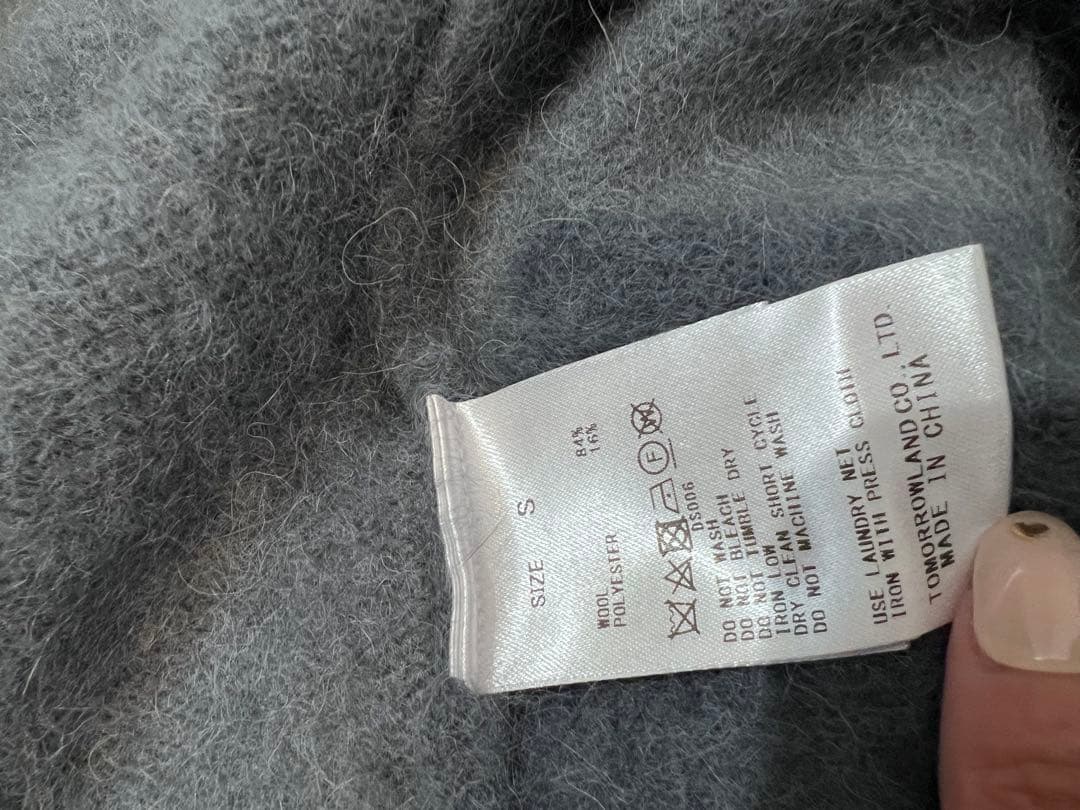 SIZE S
WOOL 84%
POLYESTER 16%
F W
DS006
DO NOT WASH
DO NOT BLEACH
DO NOT TUMBLE DRY
IRON LOW
DRY CLEAN SHORT CYCLE
DO NOT MACHINE WASH
USE LAUNDRY NET
IRON WITH PRESS CLOTH
TOMORROWLAND CO., LTD.
MADE IN CHINA